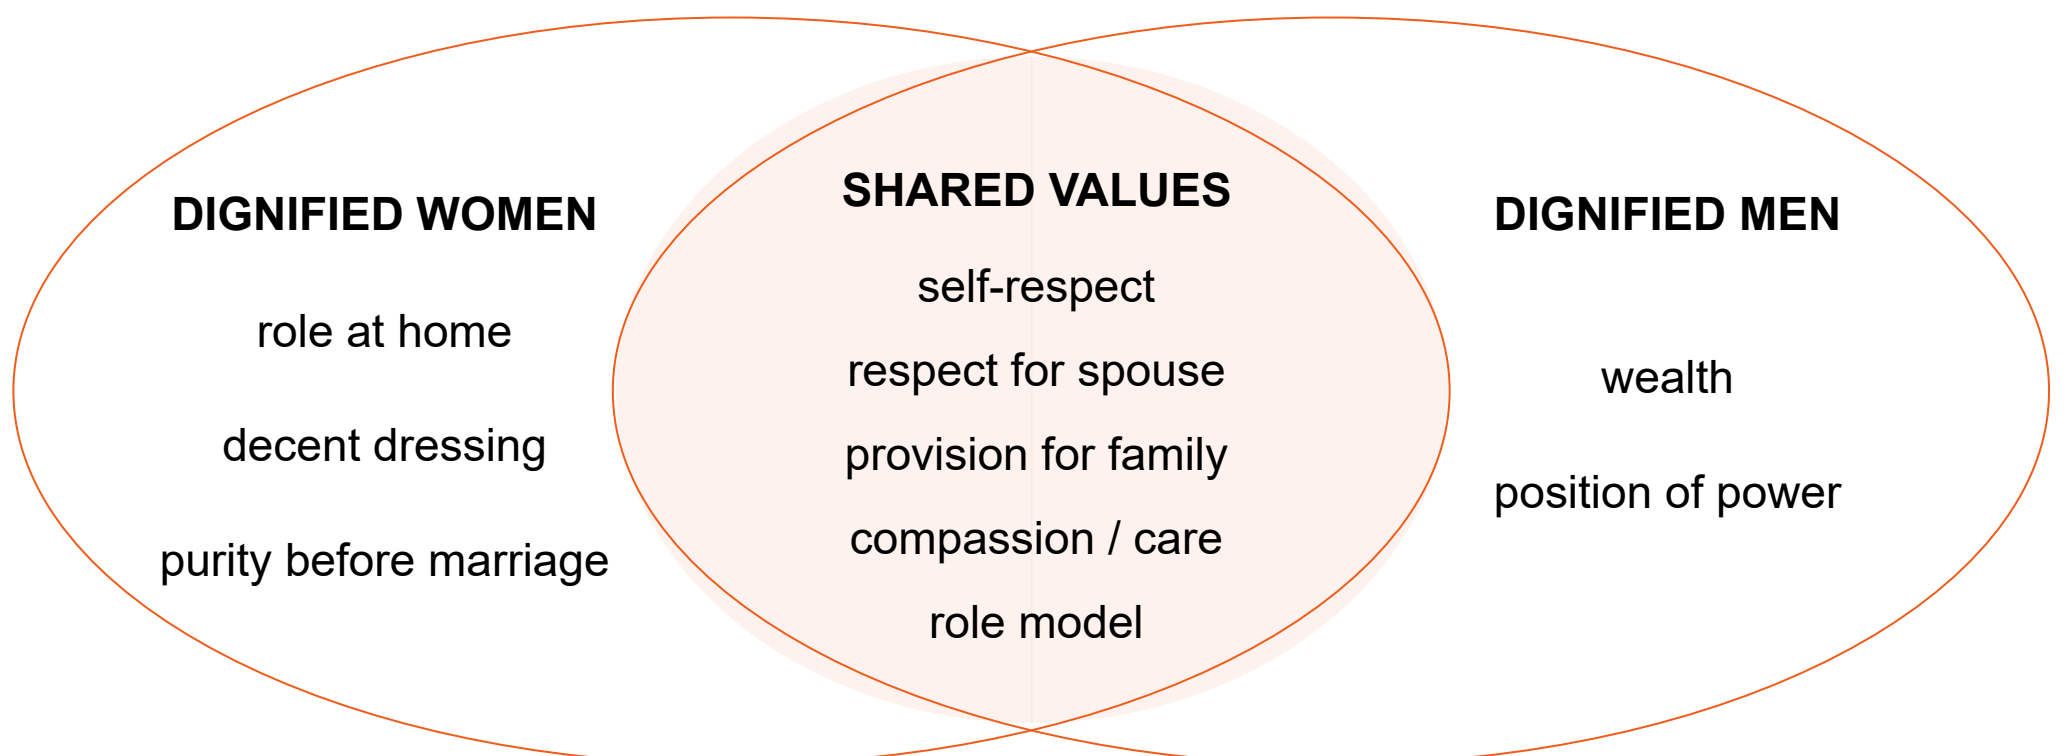 DIGNIFIED WOMEN
role at home
decent dressing
purity before marriage
SHARED VALUES
self-respect
respect for spouse
provision for family
compassion / care
role model
DIGNIFIED MEN
wealth
position of power